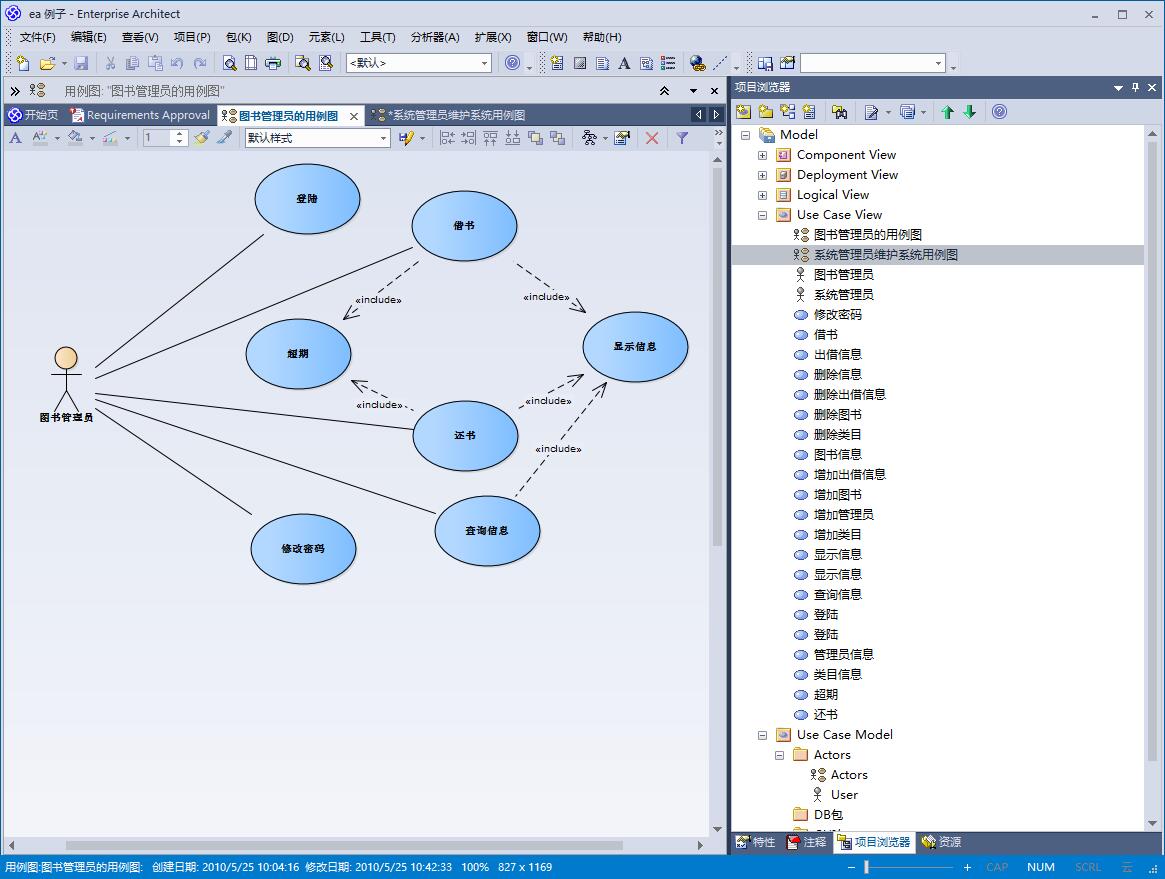 ea 例子 - Enterprise Architect
文件(F) 编辑(E) 查看(V) 项目(P) 包(K) 图(D) 元素(L) 工具(T) 分析器(A) 扩展(X) 窗口(W) 帮助(H)
<默认>
用例图: "图书管理员的用例图"
开始页 Requirements Approval 图书管理员的用例图 *系统管理员维护系统用例图
1 默认样式
登陆
借书
«include»
«include»
超期
显示信息
«include»
«include»
图书管理员
还书
«include»
查询信息
修改密码
项目浏览器
Model
Component View
Deployment View
Logical View
Use Case View
图书管理员的用例图
系统管理员维护系统用例图
图书管理员
系统管理员
修改密码
借书
出借信息
删除信息
删除出借信息
删除图书
删除类目
图书信息
增加出借信息
增加图书
增加管理员
增加类目
显示信息
显示信息
查询信息
登陆
登陆
管理员信息
类目信息
超期
还书
Use Case Model
Actors
Actors
User
DB包
特性 注释 项目浏览器 资源
用例图:图书管理员的用例图: 创建日期: 2010/5/25 10:04:16 修改日期: 2010/5/25 10:42:33 100% 827 x 1169
CAP NUM SCRL 云